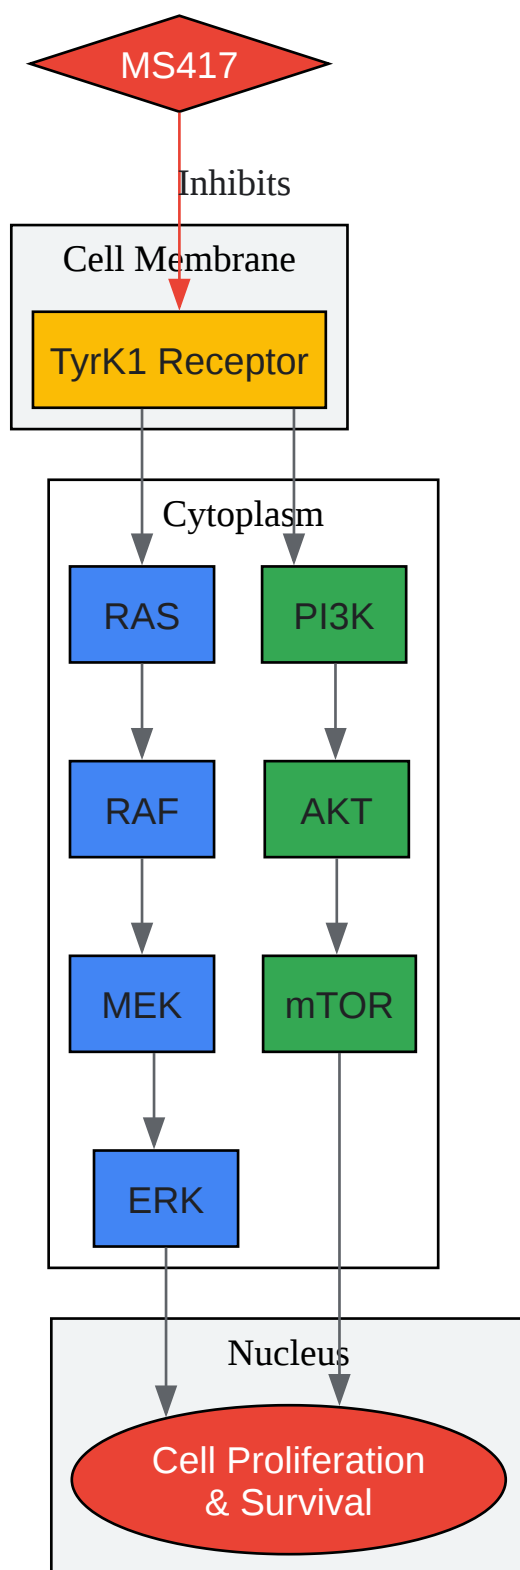 MS417
Inhibits
Cell Membrane
TyrK1 Receptor
Cytoplasm
RAS
PI3K
RAF
AKT
MEK
mTOR
ERK
Nucleus
Cell Proliferation
& Survival